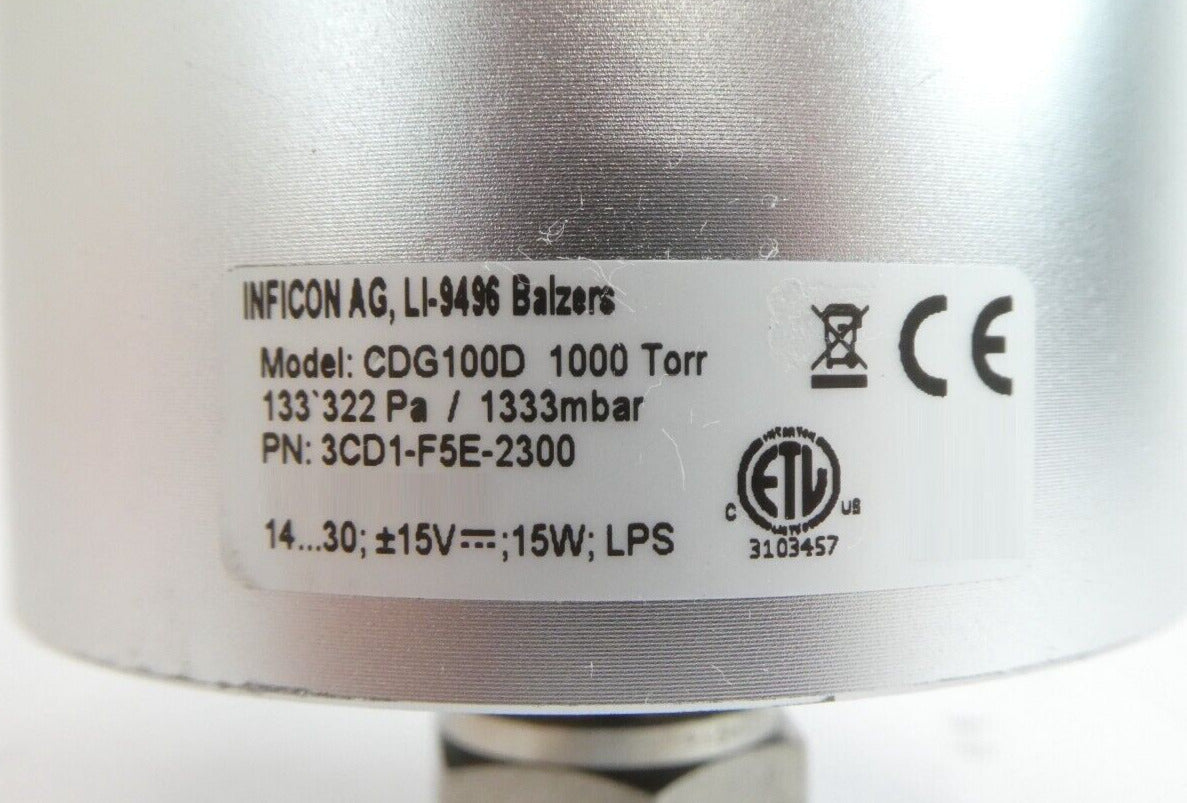 INFICON AG, LI-9496 Balzers
Model: CDG100D 1000 Torr
133`322 Pa / 1333mbar
PN: 3CD1-F5E-2300
14...30; ±15V⎓;15W; LPS
CE
ETL
C US
3103457